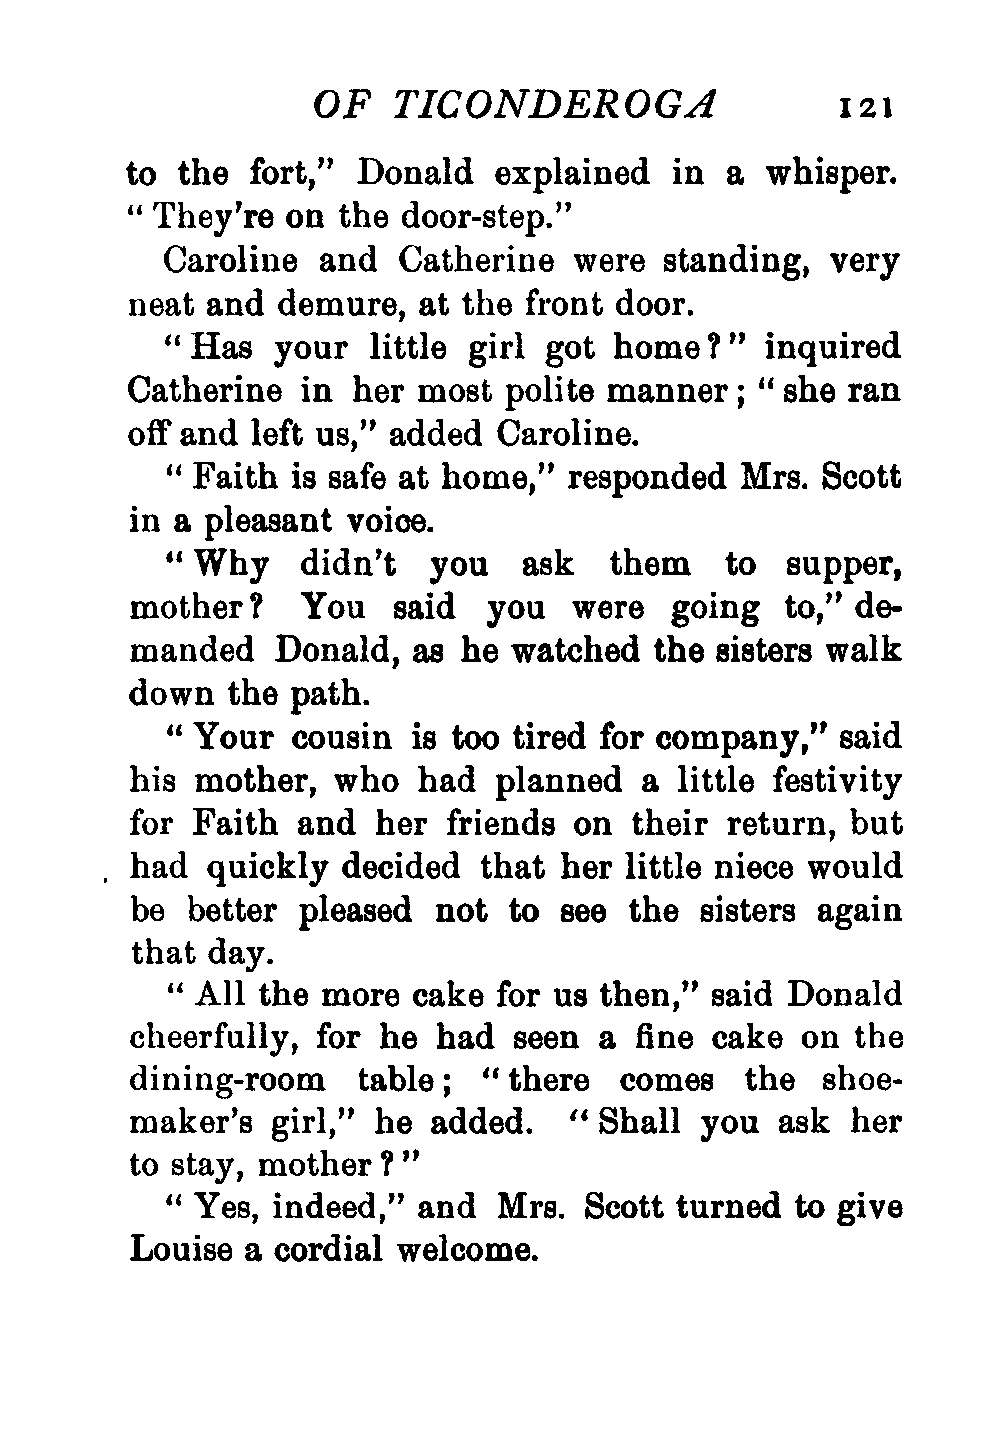 OF TICONDEROGA 121
to the fort," Donald explained in a whisper.
"They're on the door-step."
Caroline and Catherine were standing, very
neat and demure, at the front door.
"Has your little girl got home?" inquired
Catherine in her most polite manner; "she ran
off and left us," added Caroline.
"Faith is safe at home," responded Mrs. Scott
in a pleasant voice.
"Why didn't you ask them to supper,
mother? You said you were going to," de-
manded Donald, as he watched the sisters walk
down the path.
"Your cousin is too tired for company," said
his mother, who had planned a little festivity
for Faith and her friends on their return, but
had quickly decided that her little niece would
be better pleased not to see the sisters again
that day.
"All the more cake for us then," said Donald
cheerfully, for he had seen a fine cake on the
dining-room table; "there comes the shoe-
maker's girl," he added. "Shall you ask her
to stay, mother?"
"Yes, indeed," and Mrs. Scott turned to give
Louise a cordial welcome.